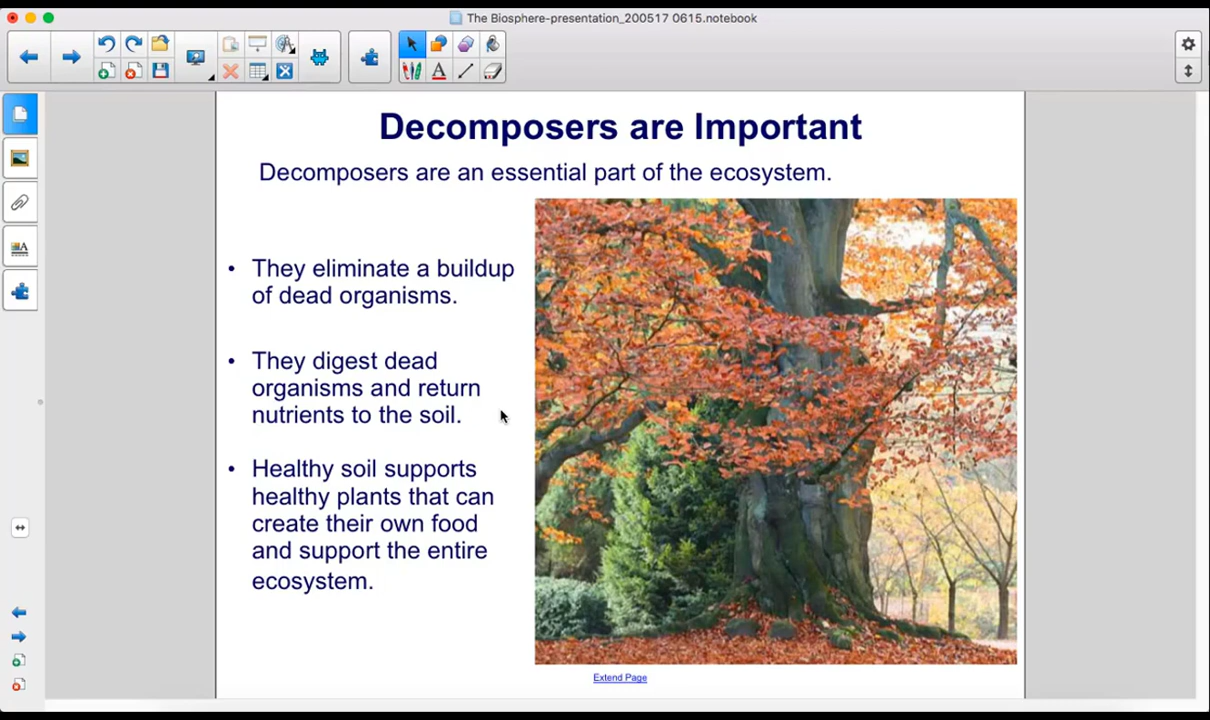 The Biosphere-presentation_200517 0615.notebook
Decomposers are Important
Decomposers are an essential part of the ecosystem.
• They eliminate a buildup
of dead organisms.
• They digest dead
organisms and return
nutrients to the soil.
• Healthy soil supports
healthy plants that can
create their own food
and support the entire
ecosystem.
Extend Page